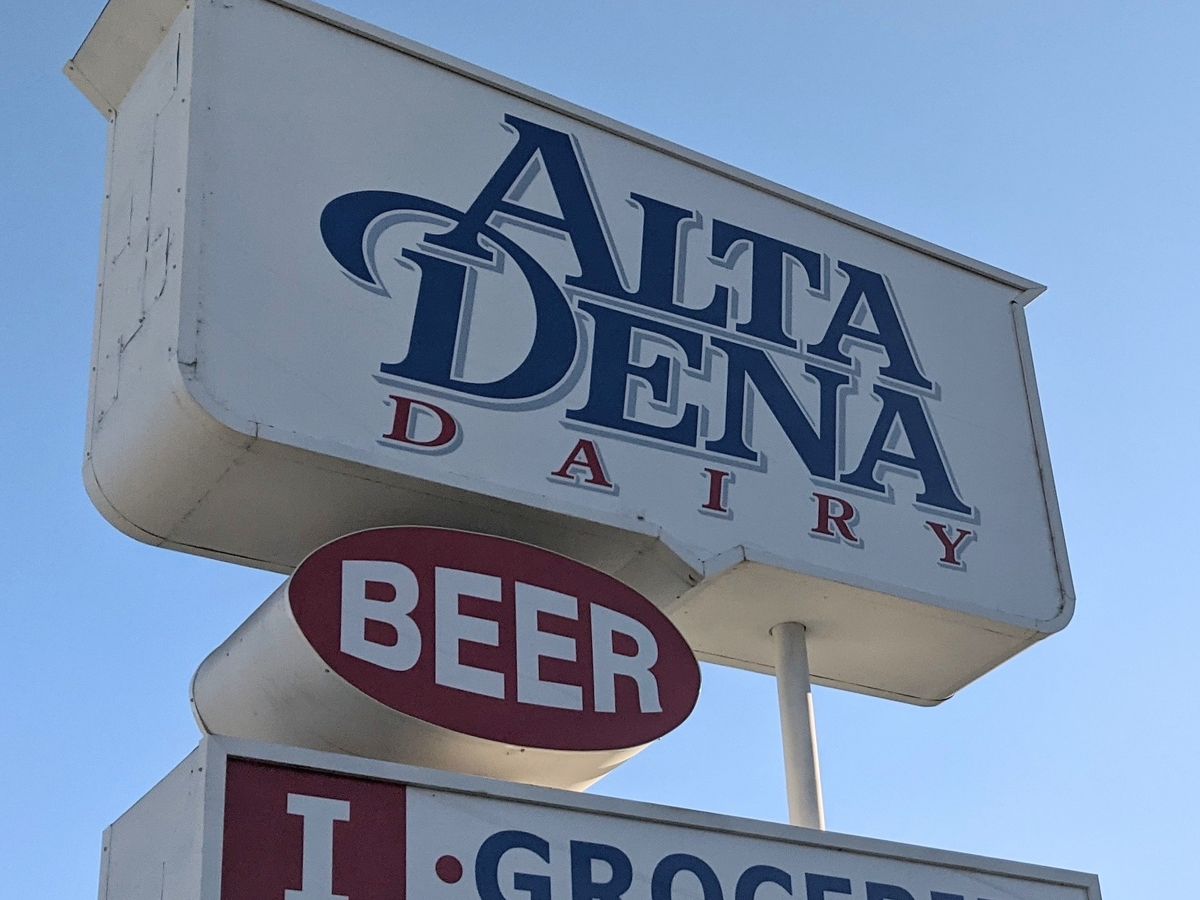 ALTA
DENA
DAIRY
BEER
I